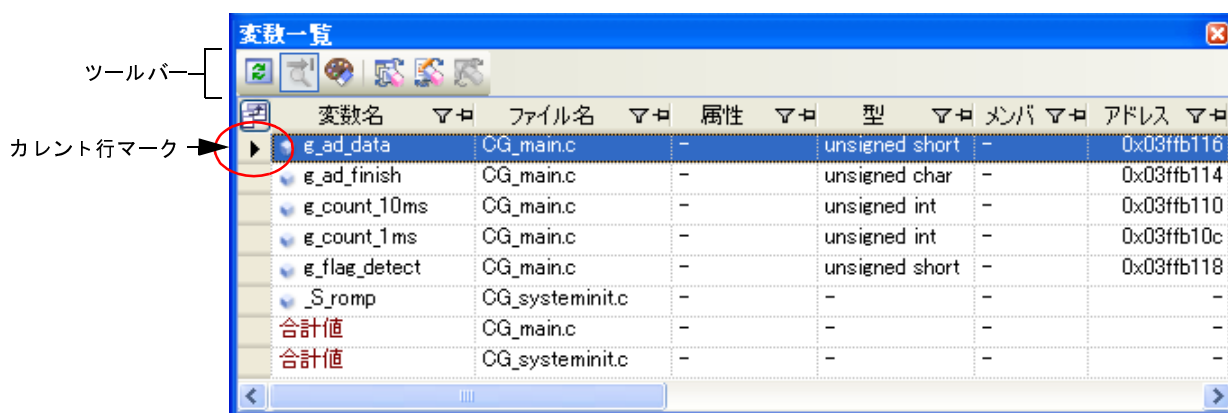 変数一覧
ツールバー
変数名 ファイル名 属性 型 メンバ アドレス
カレント行マーク
g_ad_data CG_main.c - unsigned short - 0x03ffb116
g_ad_finish CG_main.c - unsigned char - 0x03ffb114
g_count_10ms CG_main.c - unsigned int - 0x03ffb110
g_count_1ms CG_main.c - unsigned int - 0x03ffb10c
g_flag_detect CG_main.c - unsigned short - 0x03ffb118
_S_romp CG_systeminit.c - - - -
合計値 CG_main.c - - - -
合計値 CG_systeminit.c - - - -